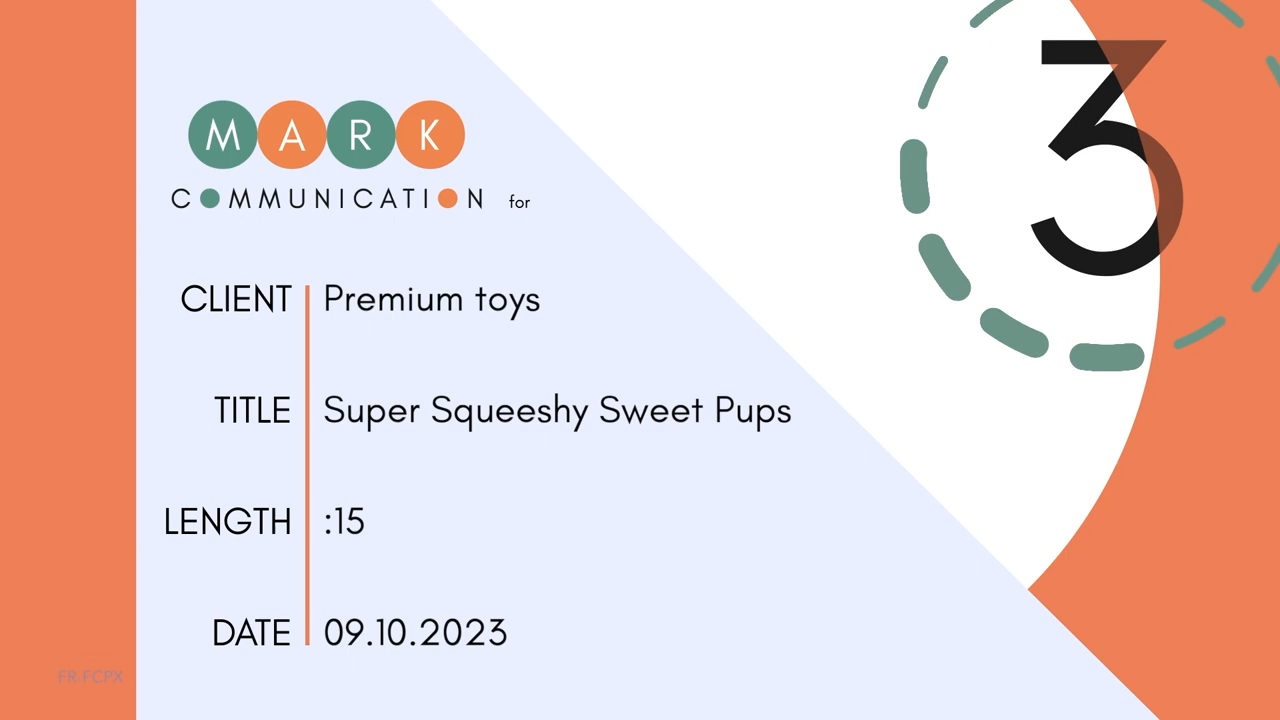 MARK
COMMUNICATION for
3
CLIENT Premium toys
TITLE Super Squeeshy Sweet Pups
LENGTH :15
DATE 09.10.2023
FR-FCPX